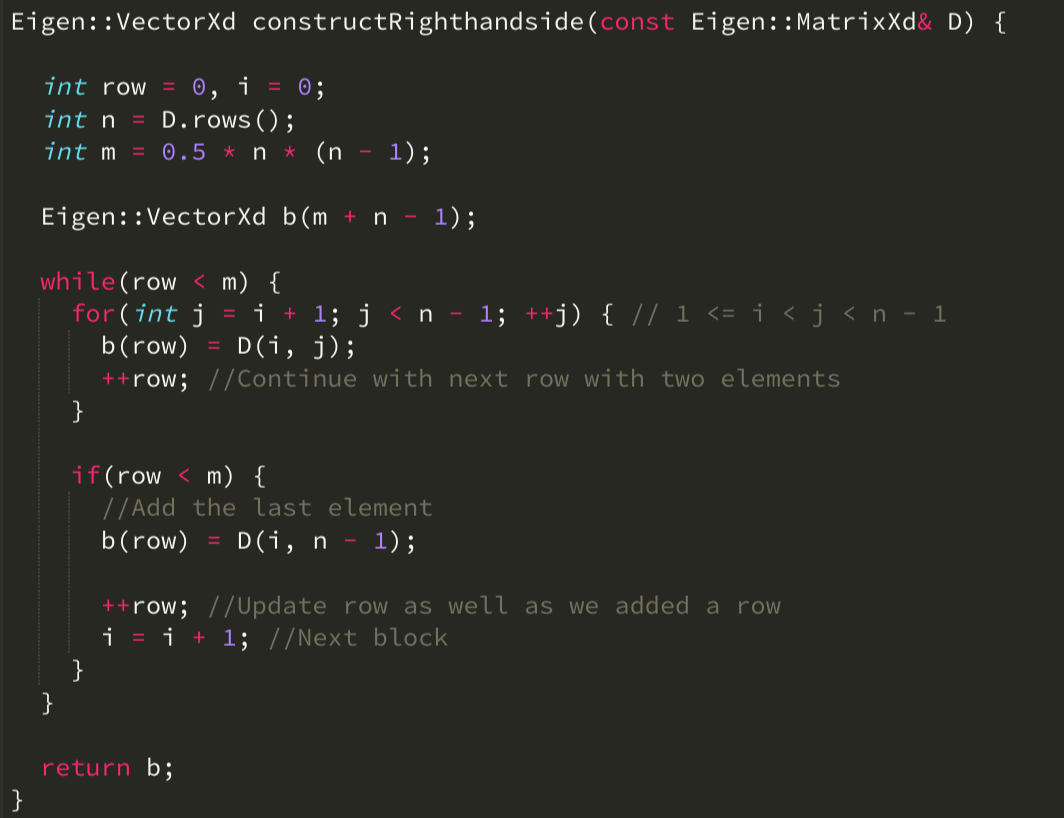 Eigen::VectorXd constructRighthandside(const Eigen::MatrixXd& D) {
int row = 0, i = 0;
int n = D.rows();
int m = 0.5 * n * (n - 1);
Eigen::VectorXd b(m + n - 1);
while(row < m) {
for(int j = i + 1; j < n - 1; ++j) { // 1 <= i < j < n - 1
b(row) = D(i, j);
++row; //Continue with next row with two elements
}
if(row < m) {
//Add the last element
b(row) = D(i, n - 1);
++row; //Update row as well as we added a row
i = i + 1; //Next block
}
}
return b;
}